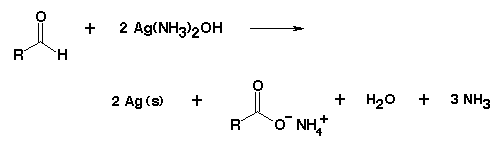 O
R H + 2 Ag(NH₃)₂OH
2 Ag(s) + R O O⁻ NH₄⁺ + H₂O + 3 NH₃